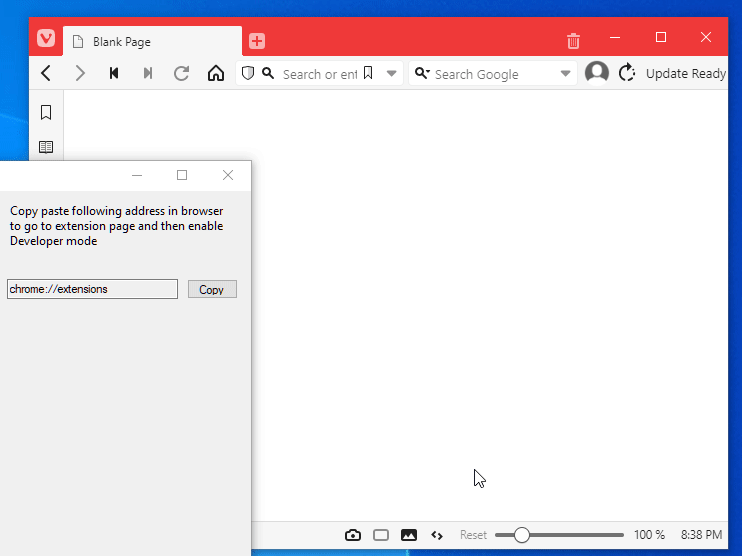 Blank Page
Search or ent
Search Google
Update Ready
Copy paste following address in browser
to go to extension page and then enable
Developer mode
chrome://extensions
Copy
Reset
100 %
8:38 PM